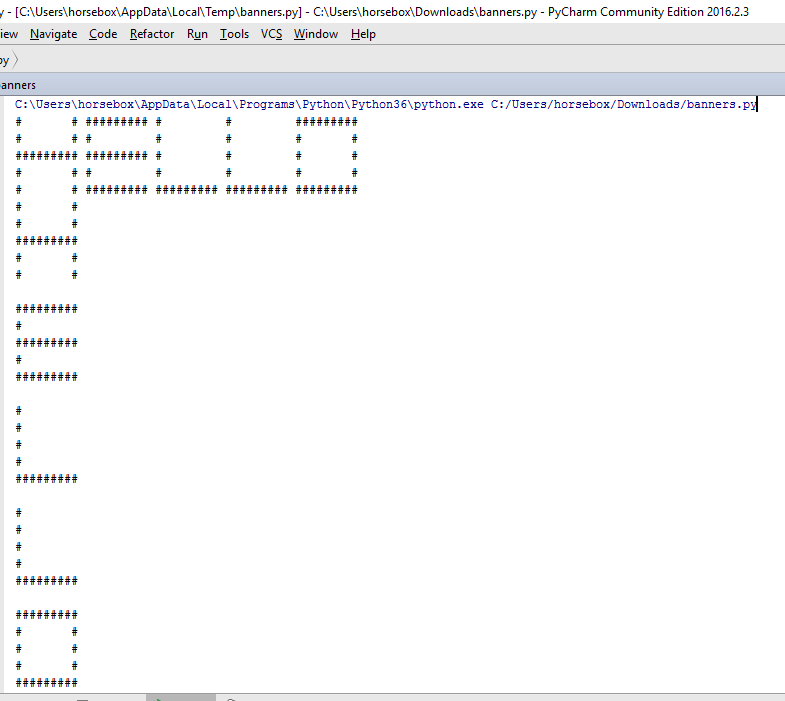 y - [C:\Users\horsebox\AppData\Local\Temp\banners.py] - C:\Users\horsebox\Downloads\banners.py - PyCharm Community Edition 2016.2.3
iew Navigate Code Refactor Run Tools VCS Window Help
py
anners
C:\Users\horsebox\AppData\Local\Programs\Python\Python36\python.exe C:/Users/horsebox/Downloads/banners.py
#       # ######### #         #         #########
#       # #         #         #         #       #
######### ######### #         #         #       #
#       # #         #         #         #       #
#       # ######### ######### ######### #########
#       #
#       #
#########
#       #
#       #

#########
#
#########
#
#########

#
#
#
#
#########

#
#
#
#
#########

#########
#       #
#       #
#       #
#########